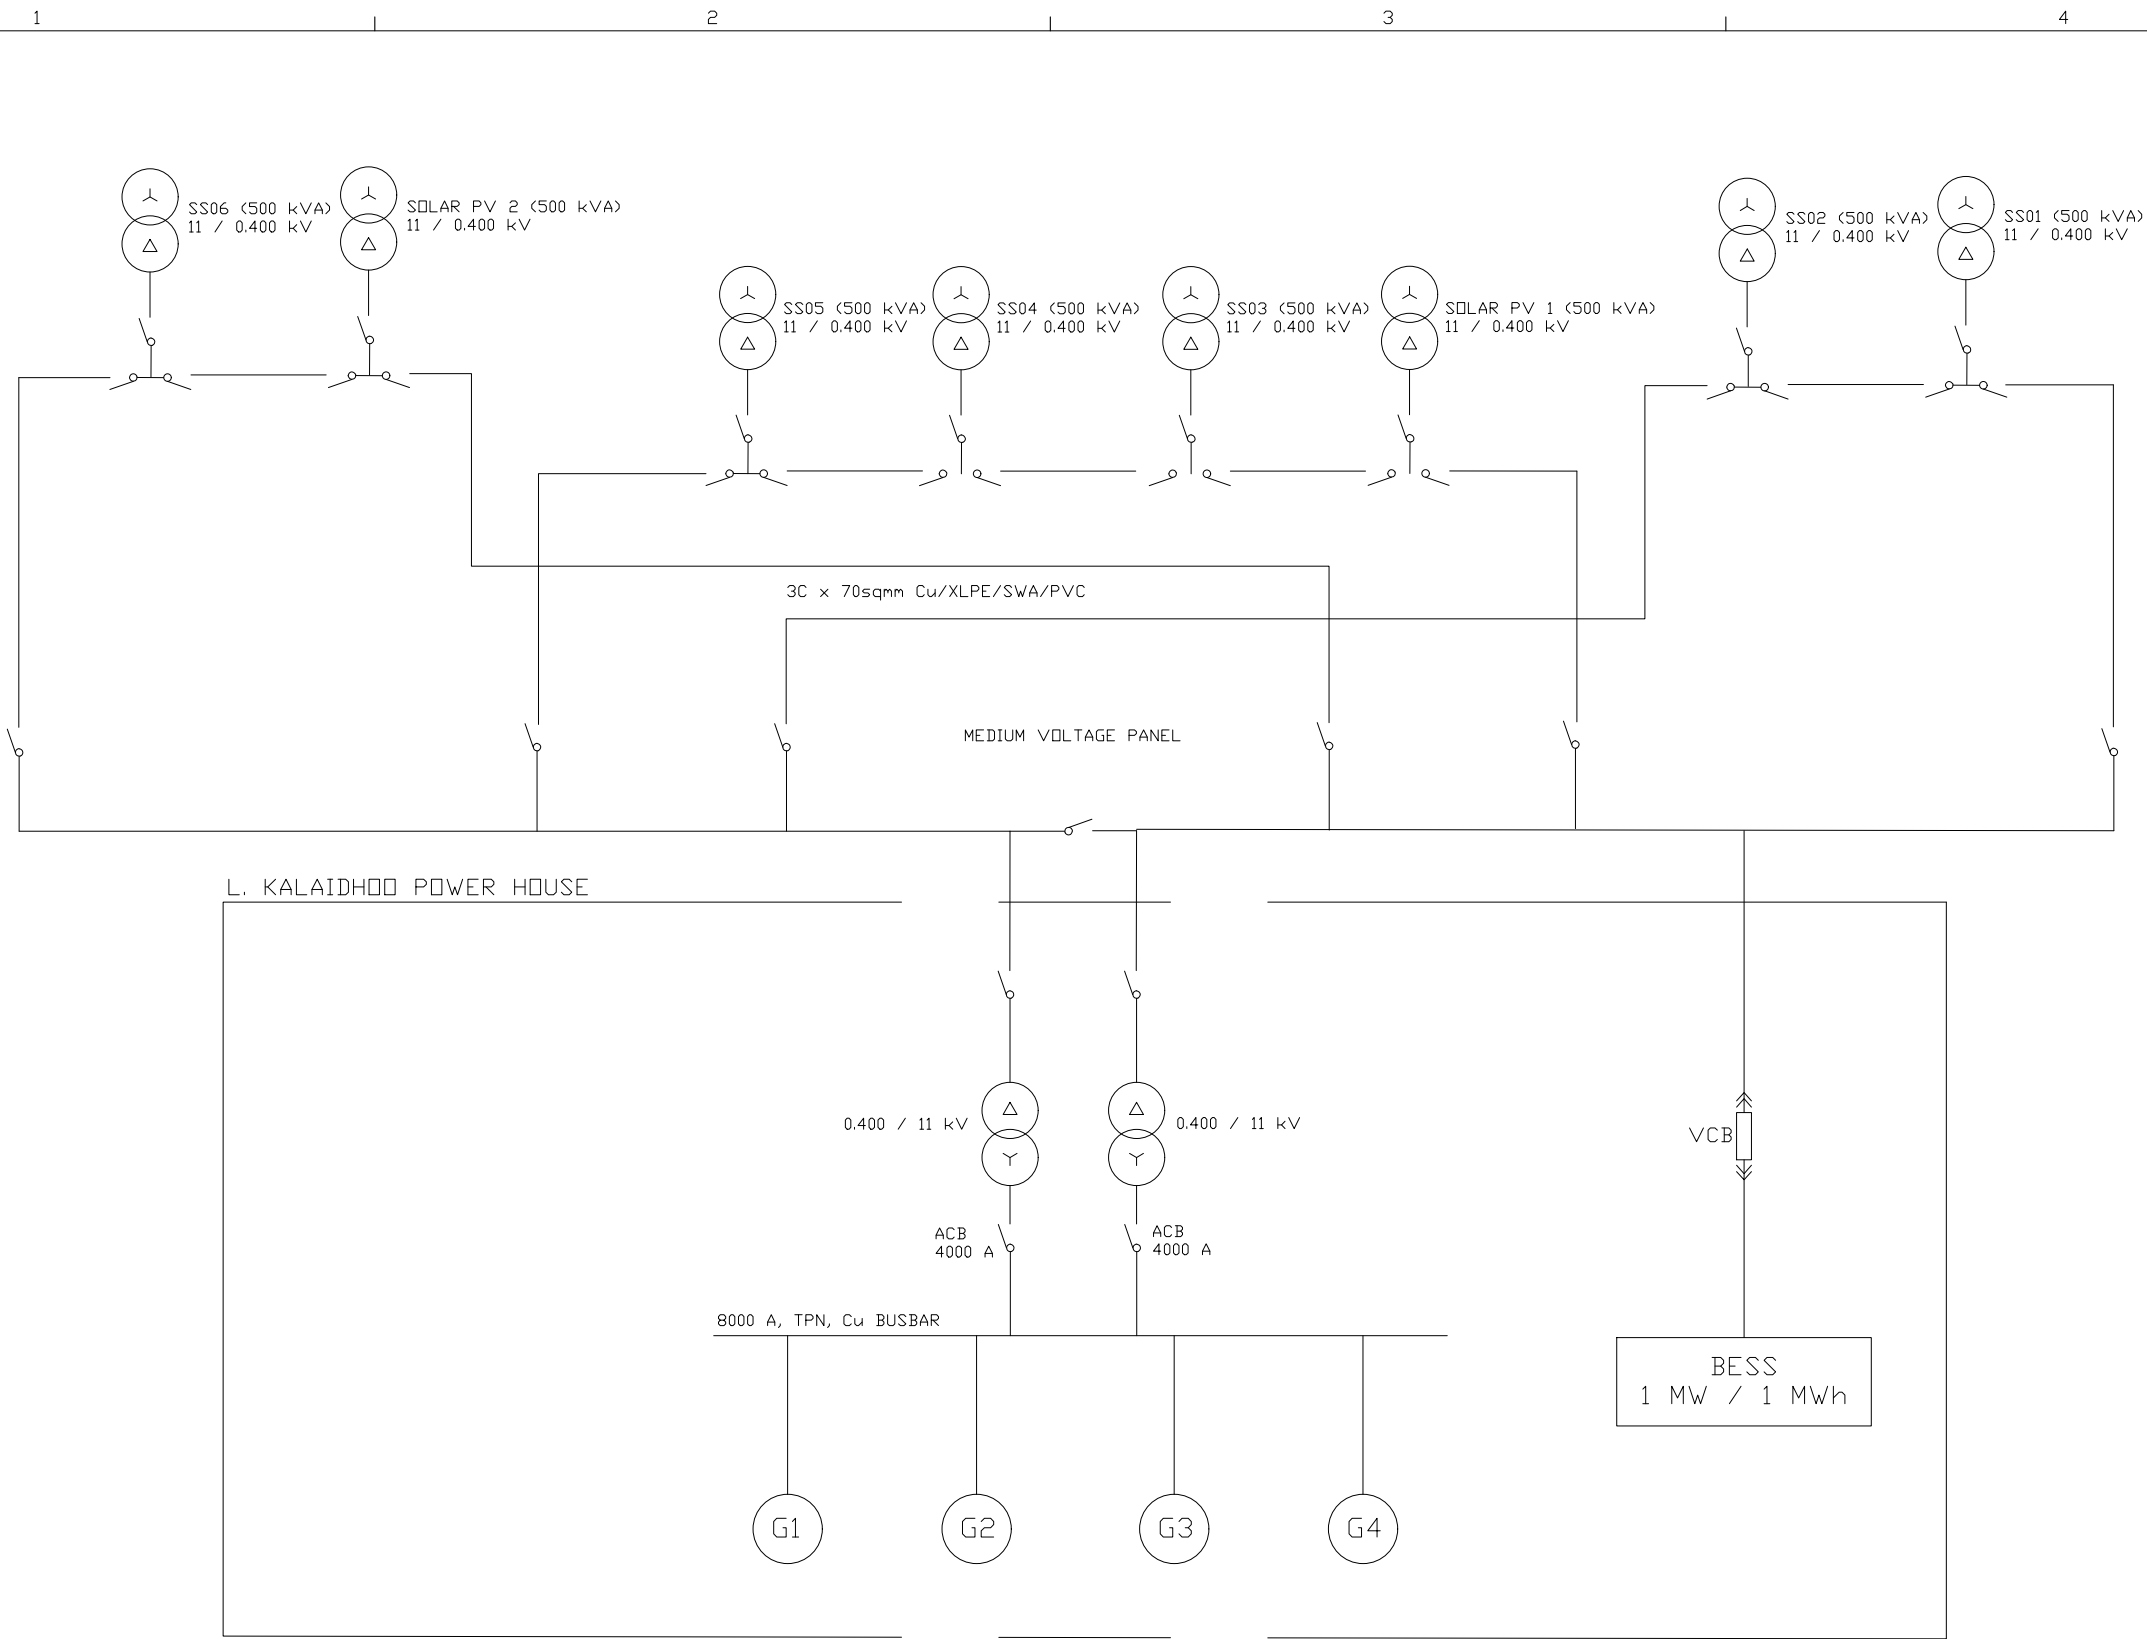 1
2
3
4
SS06 (500 kVA)
11 / 0.400 kV
SOLAR PV 2 (500 kVA)
11 / 0.400 kV
SS02 (500 kVA)
11 / 0.400 kV
SS01 (500 kVA)
11 / 0.400 kV
SS05 (500 kVA)
11 / 0.400 kV
SS04 (500 kVA)
11 / 0.400 kV
SS03 (500 kVA)
11 / 0.400 kV
SOLAR PV 1 (500 kVA)
11 / 0.400 kV
3C x 70sqmm Cu/XLPE/SWA/PVC
MEDIUM VOLTAGE PANEL
L. KALAIDHOO POWER HOUSE
0.400 / 11 kV
0.400 / 11 kV
VCB
ACB
4000 A
ACB
4000 A
8000 A, TPN, Cu BUSBAR
BESS
1 MW / 1 MWh
G1
G2
G3
G4